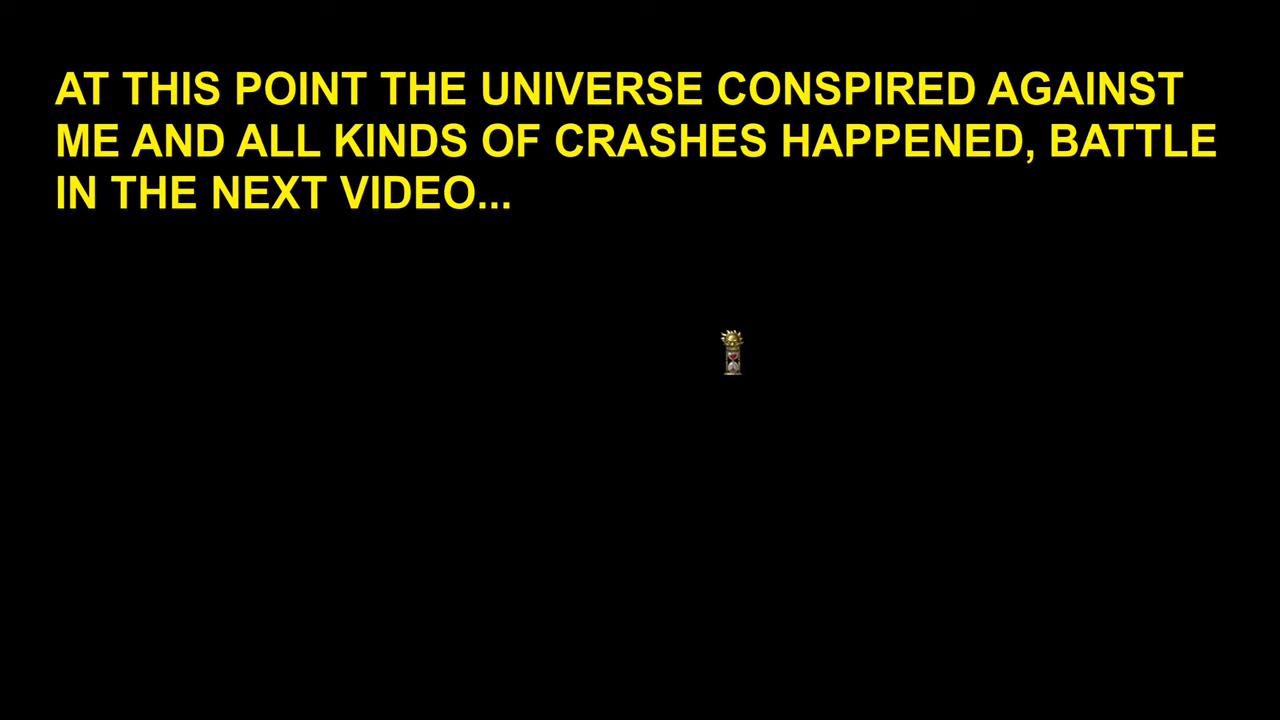 AT THIS POINT THE UNIVERSE CONSPIRED AGAINST
ME AND ALL KINDS OF CRASHES HAPPENED, BATTLE
IN THE NEXT VIDEO...